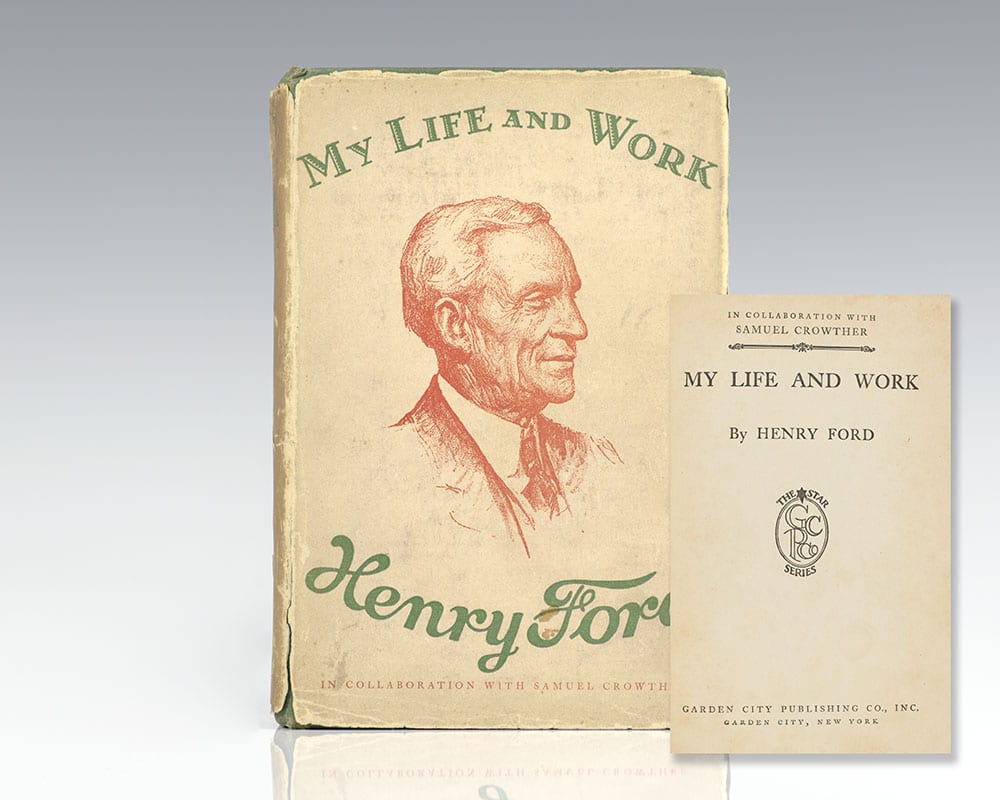 My Life and Work
Henry Ford
IN COLLABORATION WITH SAMUEL CROWTH
IN COLLABORATION WITH
SAMUEL CROWTHER
MY LIFE AND WORK
By HENRY FORD
THE STAR
G C
P Co
SERIES
GARDEN CITY PUBLISHING CO., INC.
GARDEN CITY, NEW YORK